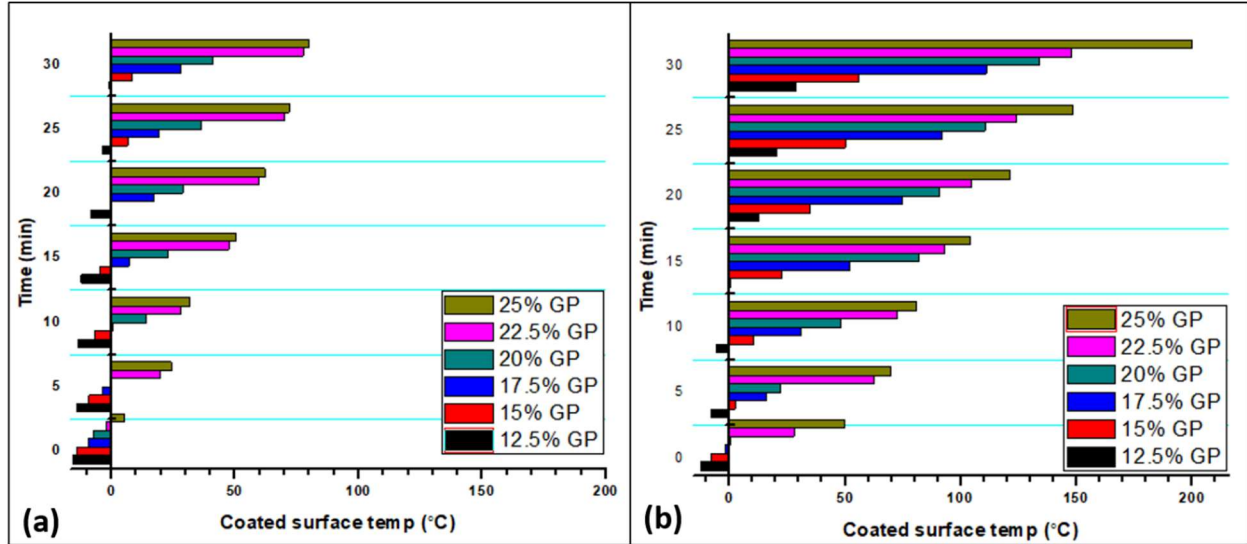 30
25
20
15
10
5
0
Time (min)
0
50
100
150
200
Coated surface temp (°C)
(a)
25% GP
22.5% GP
20% GP
17.5% GP
15% GP
12.5% GP
30
25
20
15
10
5
0
Time (min)
0
50
100
150
200
Coated surface temp (°C)
(b)
25% GP
22.5% GP
20% GP
17.5% GP
15% GP
12.5% GP